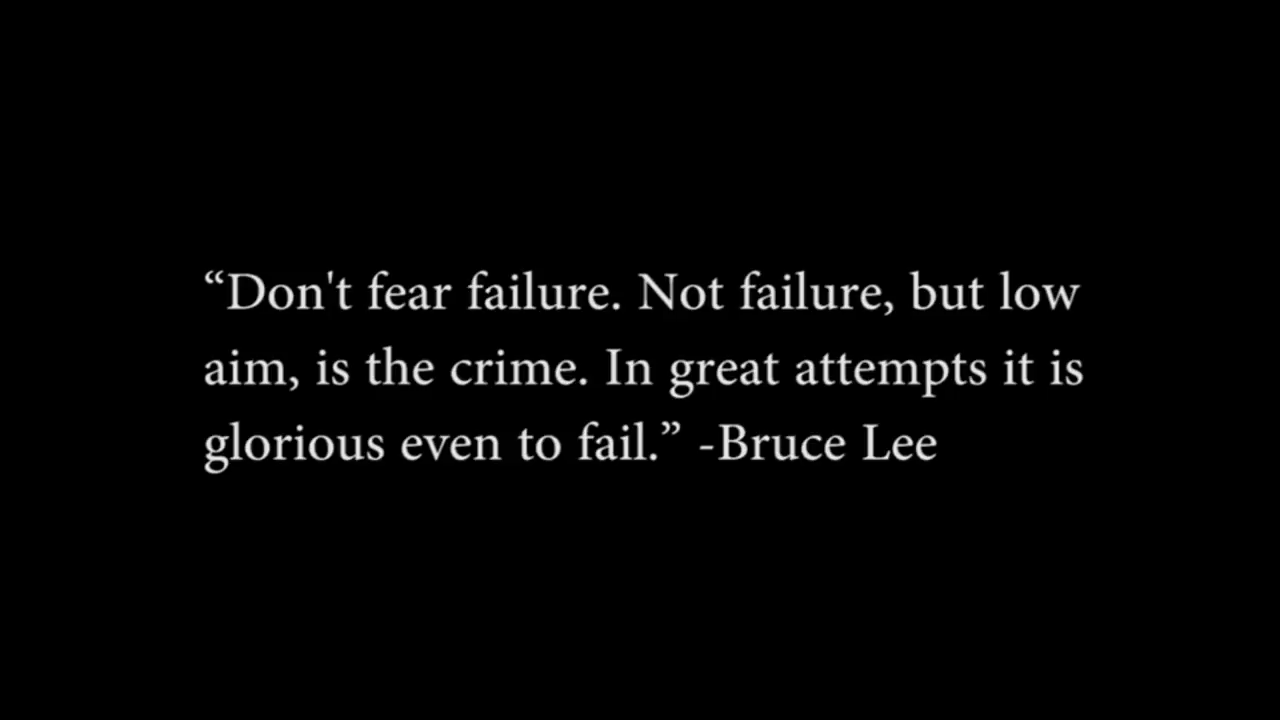 “Don't fear failure. Not failure, but low
aim, is the crime. In great attempts it is
glorious even to fail.” -Bruce Lee